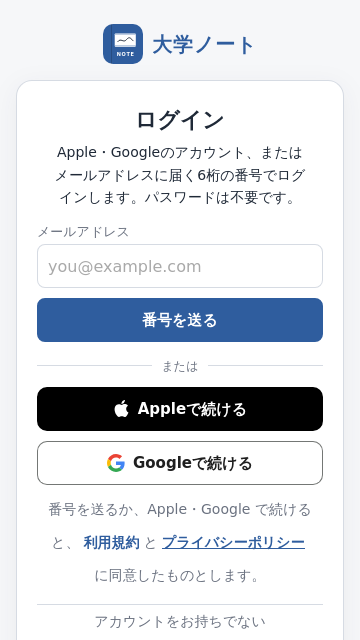 NOTE
大学ノート
ログイン
Apple・Googleのアカウント、または
メールアドレスに届く6桁の番号でログ
インします。パスワードは不要です。
メールアドレス
you@example.com
番号を送る
または
Appleで続ける
Googleで続ける
番号を送るか、Apple・Google で続ける
と、 利用規約 と プライバシーポリシー
に同意したものとします。
アカウントをお持ちでない